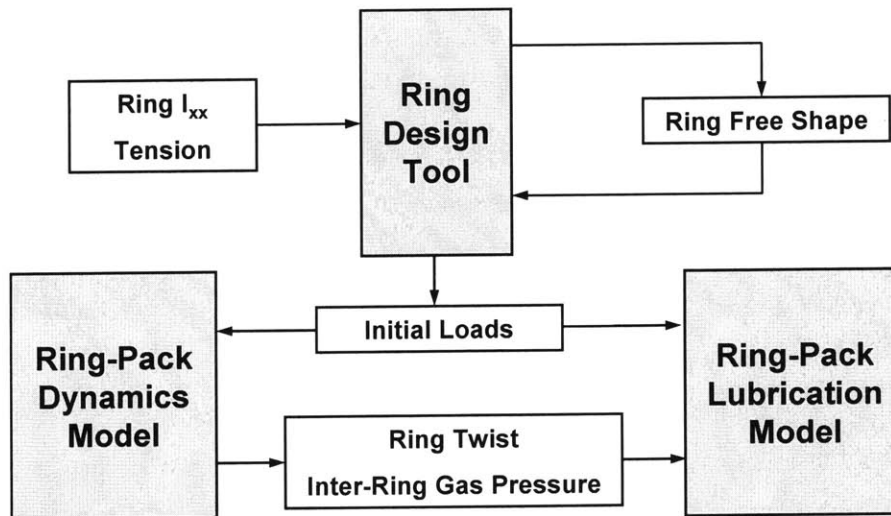 Ring Ixx
Tension
Ring
Design
Tool
Ring Free Shape
Initial Loads
Ring-Pack
Dynamics
Model
Ring Twist
Inter-Ring Gas Pressure
Ring-Pack
Lubrication
Model